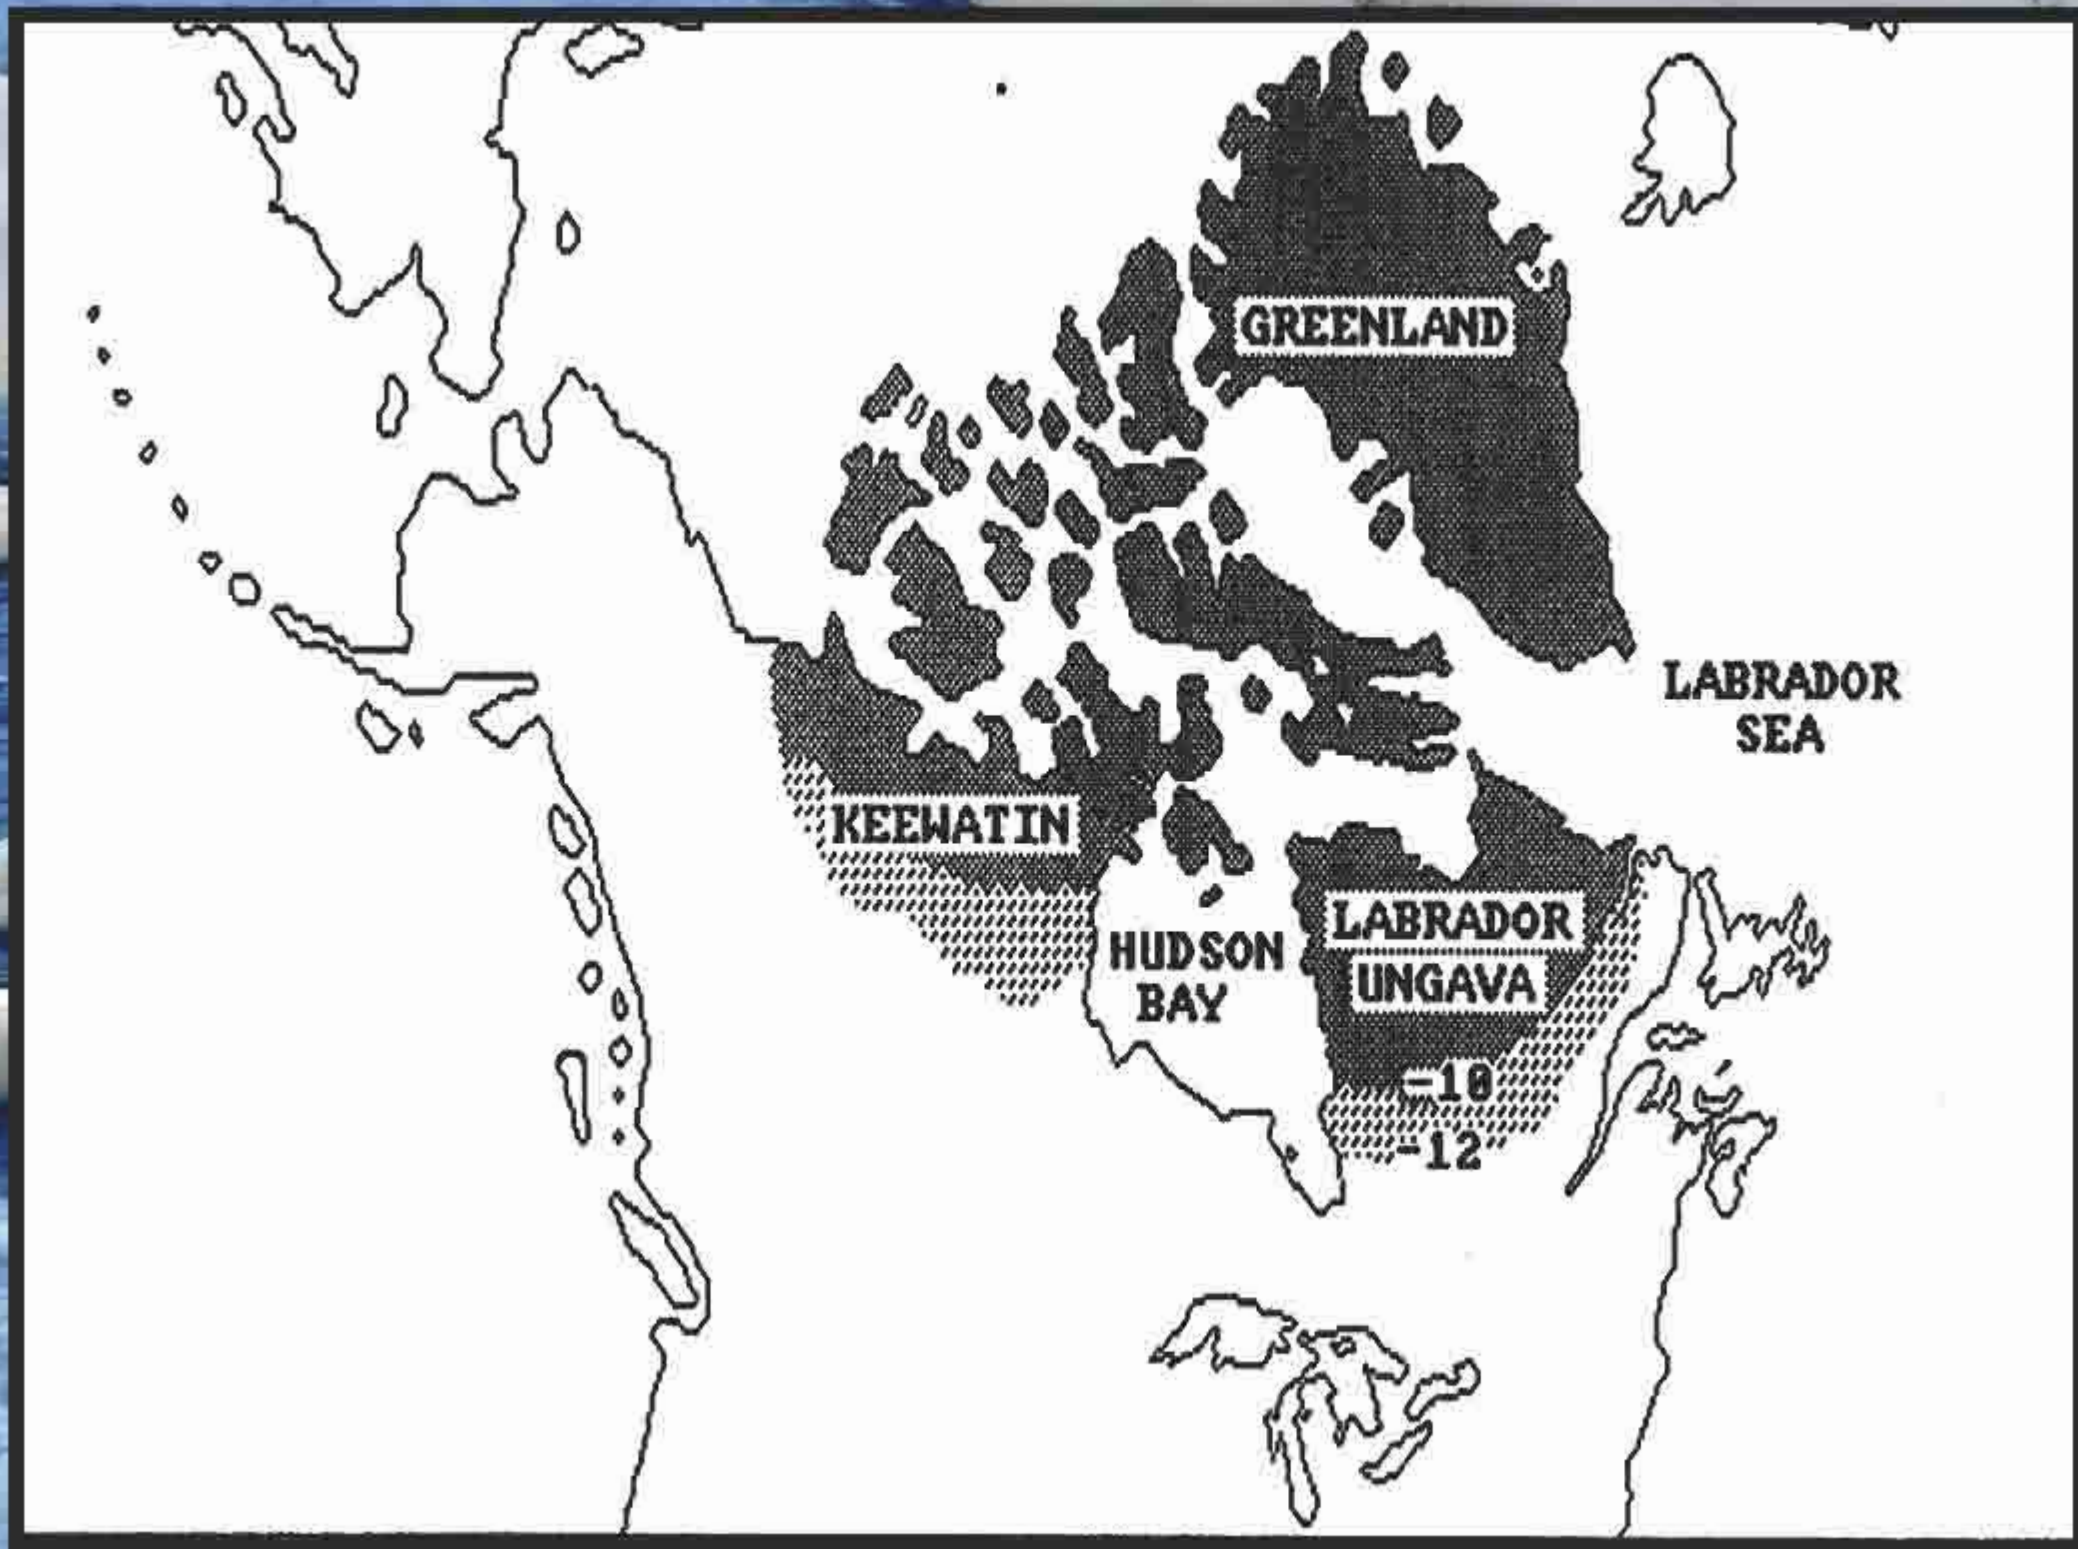 GREENLAND
LABRADOR
SEA
KEEWATIN
HUDSON
BAY
LABRADOR
UNGAVA
-10
-12